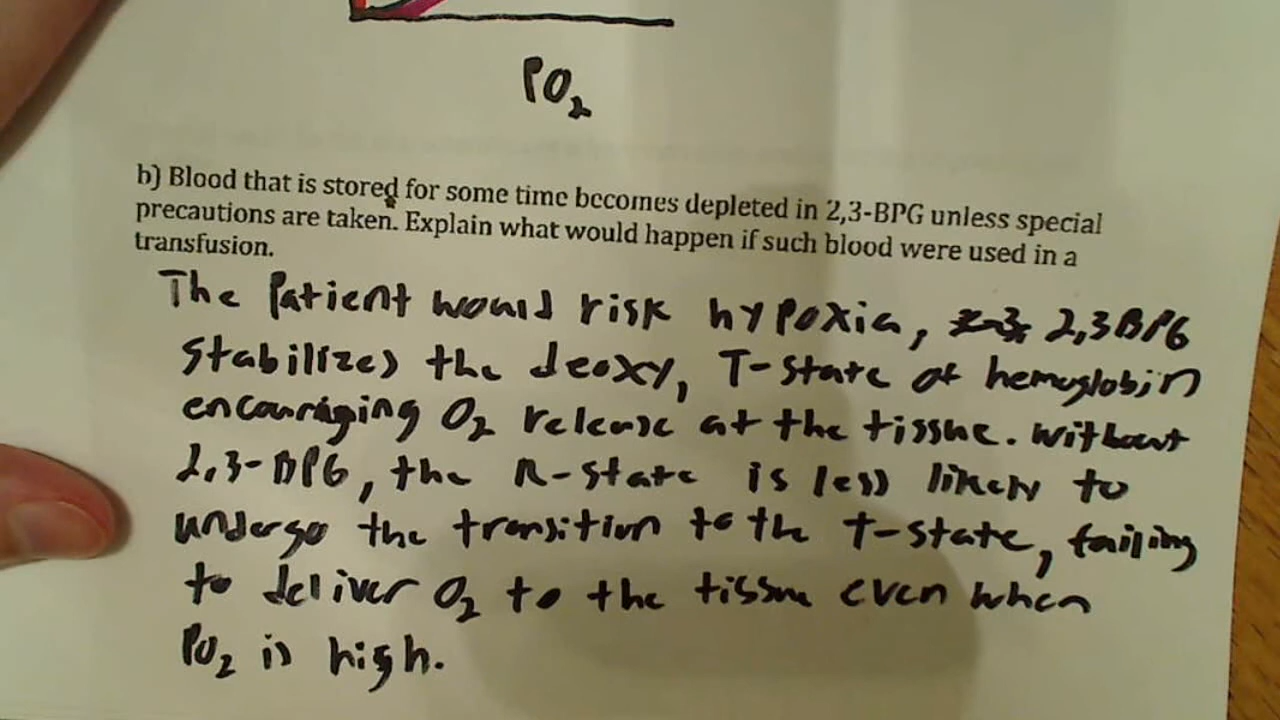 PO₂
b) Blood that is stored for some time becomes depleted in 2,3-BPG unless special
precautions are taken. Explain what would happen if such blood were used in a
transfusion.
The Patient would risk hypoxia, 2,3BPG
stabilizes the deoxy, T-State of hemoglobin
encouraging O₂ release at the tissue. Without
2,3-BPG, the R-State is less likely to
undergo the transition to the T-state, failing
to deliver O₂ to the tissue even when
PO₂ is high.